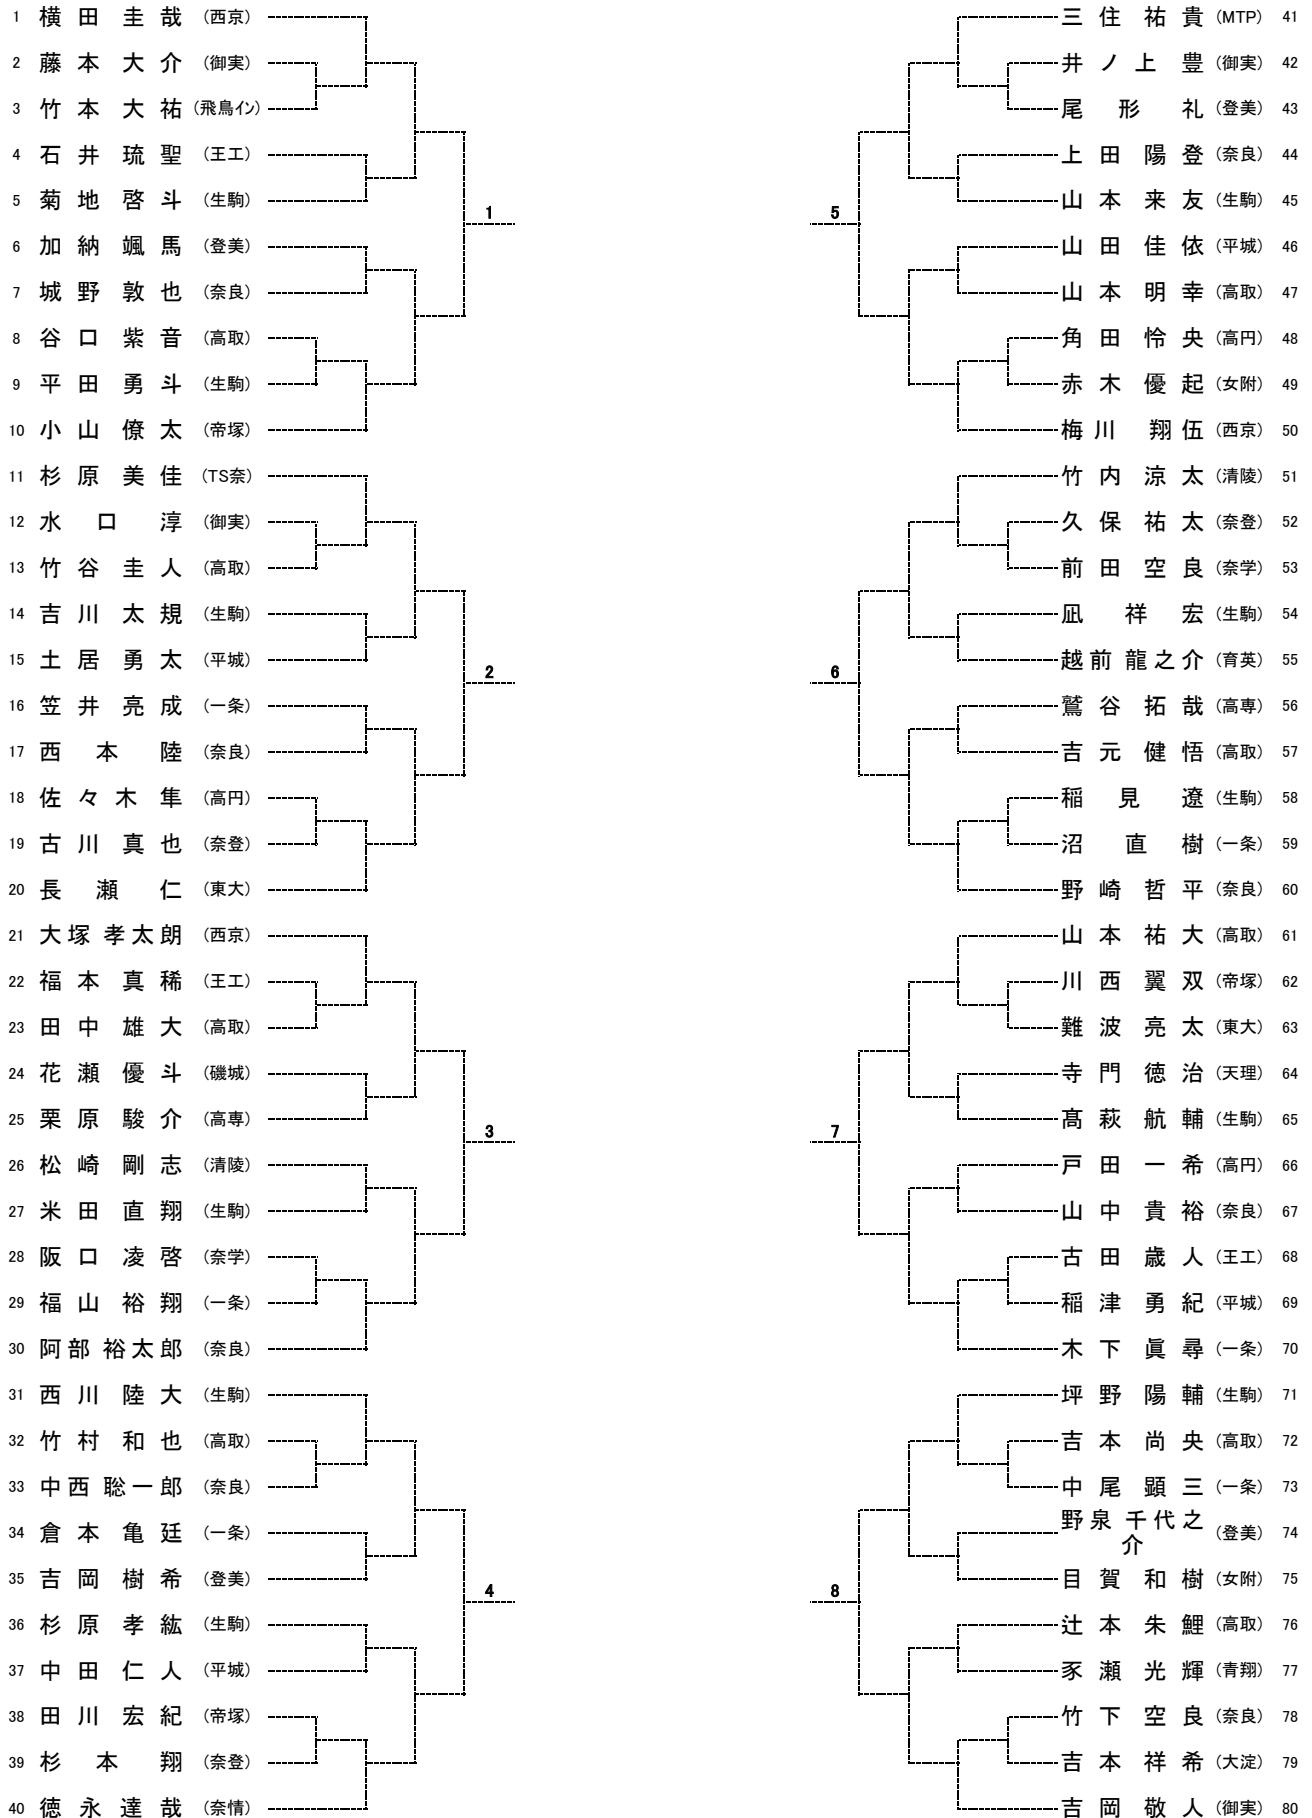 1 横田 圭哉 (西京)
2 藤本 大介 (御実)
3 竹本 大祐 (飛鳥イン)
4 石井 琉聖 (王工)
5 菊地 啓斗 (生駒)
6 加納 颯馬 (登美)
7 城野 敦也 (奈良)
8 谷口 紫音 (高取)
9 平田 勇斗 (生駒)
10 小山 僚太 (帝塚)
11 杉原 美佳 (TS奈)
12 水口 淳 (御実)
13 竹谷 圭人 (高取)
14 吉川 太規 (生駒)
15 土居 勇太 (平城)
16 笠井 亮成 (一条)
17 西本 陸 (奈良)
18 佐々木 隼 (高円)
19 古川 真也 (奈登)
20 長瀬 仁 (東大)
21 大塚 孝太朗 (西京)
22 福本 真稀 (王工)
23 田中 雄大 (高取)
24 花瀬 優斗 (磯城)
25 栗原 駿介 (高専)
26 松崎 剛志 (清陵)
27 米田 直翔 (生駒)
28 阪口 凌啓 (奈学)
29 福山 裕翔 (一条)
30 阿部 裕太郎 (奈良)
31 西川 陸大 (生駒)
32 竹村 和也 (高取)
33 中西 聡一郎 (奈良)
34 倉本 亀廷 (一条)
35 吉岡 樹希 (登美)
36 杉原 孝紘 (生駒)
37 中田 仁人 (平城)
38 田川 宏紀 (帝塚)
39 杉本 翔 (奈登)
40 徳永 達哉 (奈情)
1
2
3
4
5
6
7
8
三住 祐貴 (MTP) 41
井ノ上 豊 (御実) 42
尾形 礼 (登美) 43
上田 陽登 (奈良) 44
山本 来友 (生駒) 45
山田 佳依 (平城) 46
山本 明幸 (高取) 47
角田 怜央 (高円) 48
赤木 優起 (女附) 49
梅川 翔伍 (西京) 50
竹内 涼太 (清陵) 51
久保 祐太 (奈登) 52
前田 空良 (奈学) 53
凪 祥宏 (生駒) 54
越前 龍之介 (育英) 55
鷲谷 拓哉 (高専) 56
吉元 健悟 (高取) 57
稲見 遼 (生駒) 58
沼 直樹 (一条) 59
野崎 哲平 (奈良) 60
山本 祐大 (高取) 61
川西 翼双 (帝塚) 62
難波 亮太 (東大) 63
寺門 徳治 (天理) 64
髙萩 航輔 (生駒) 65
戸田 一希 (高円) 66
山中 貴裕 (奈良) 67
古田 歳人 (王工) 68
稲津 勇紀 (平城) 69
木下 眞尋 (一条) 70
坪野 陽輔 (生駒) 71
吉本 尚央 (高取) 72
中尾 顕三 (一条) 73
野泉 千代之
介 (登美) 74
目賀 和樹 (女附) 75
辻本 朱鯉 (高取) 76
豕瀬 光輝 (青翔) 77
竹下 空良 (奈良) 78
吉本 祥希 (大淀) 79
吉岡 敬人 (御実) 80